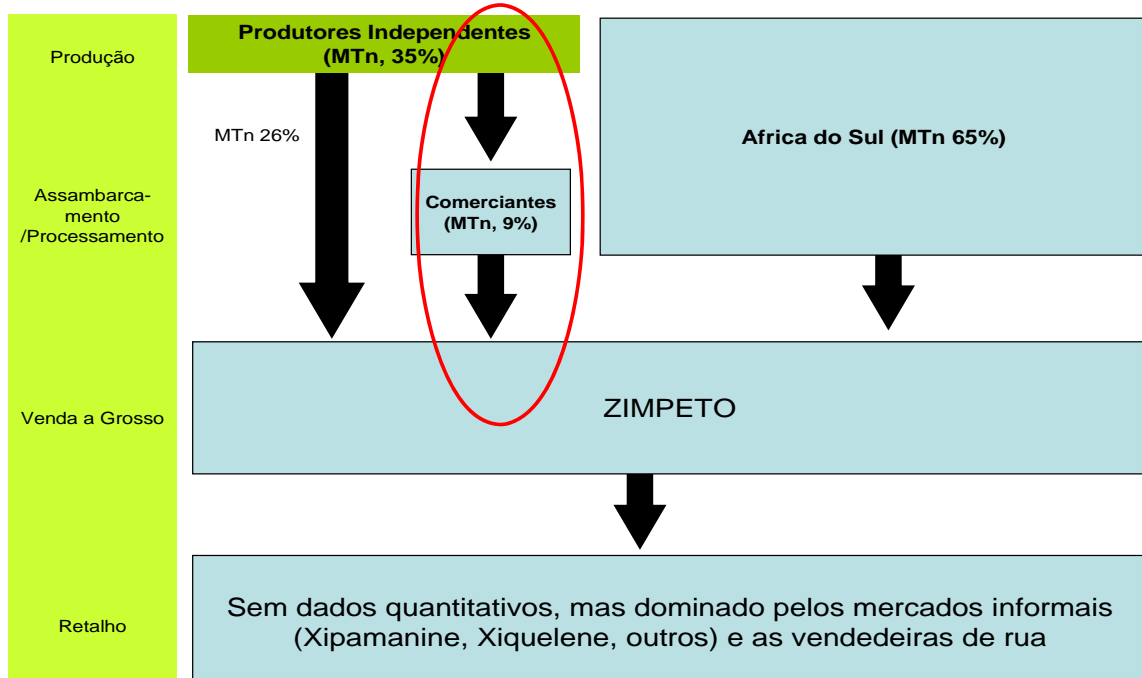 Produção
Produtores Independentes
(MTn, 35%)
MTn 26%
Africa do Sul (MTn 65%)
Assambarca-
mento
/Processamento
Comerciantes
(MTn, 9%)
Venda a Grosso
ZIMPETO
Retalho
Sem dados quantitativos, mas dominado pelos mercados informais
(Xipamanine, Xiquelene, outros) e as vendedeiras de rua